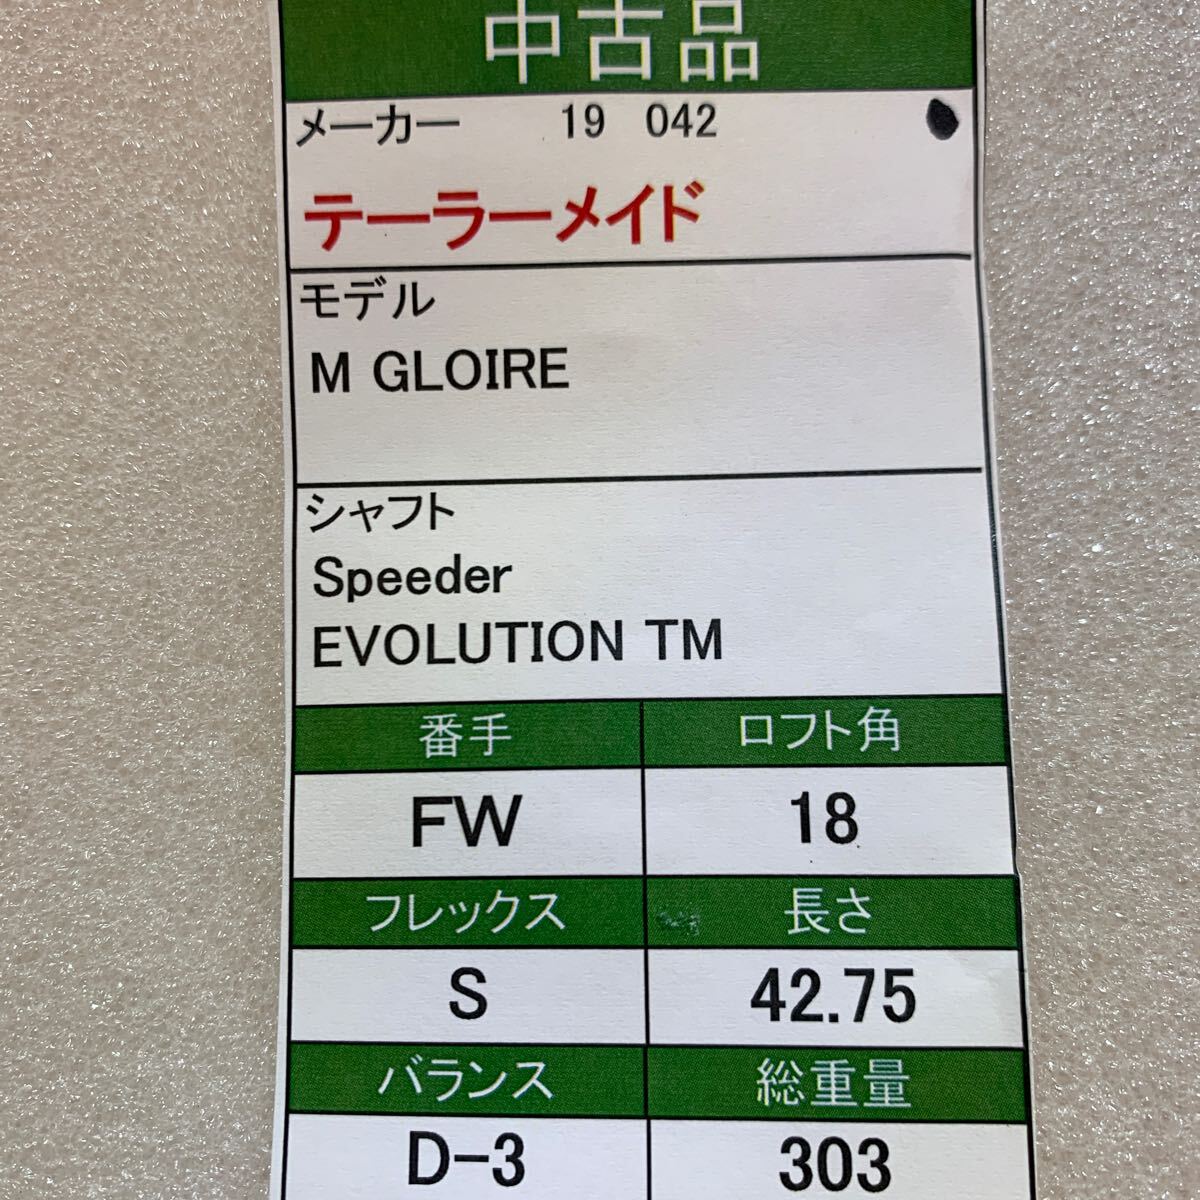 中古品
メーカー 19 042
テーラーメイド
モデル
M GLOIRE
シャフト
Speeder
EVOLUTION TM
番手 ロフト角
FW 18
フレックス 長さ
S 42.75
バランス 総重量
D-3 303